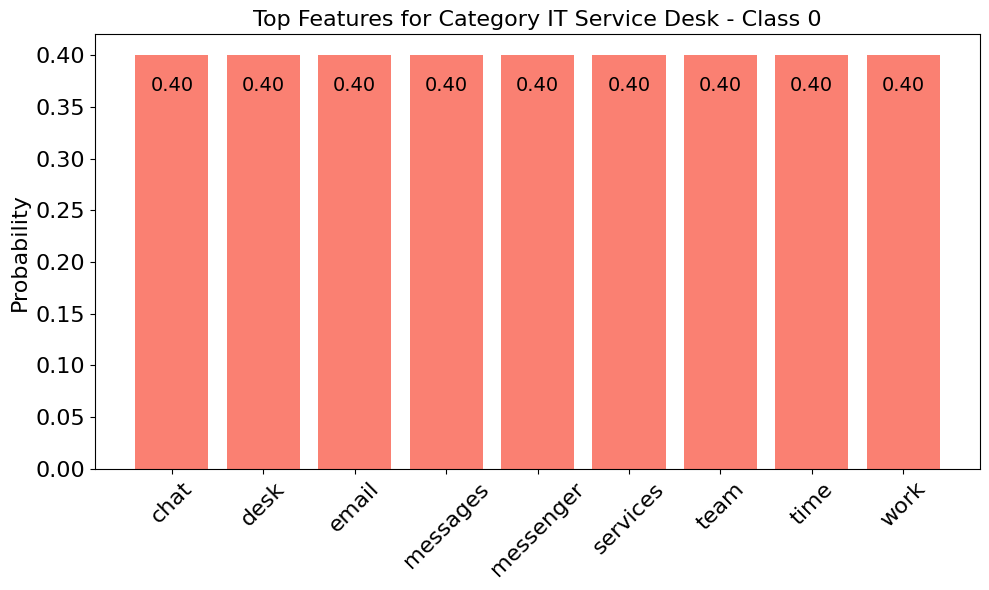 Top Features for Category IT Service Desk - Class 0
Probability
0.40
0.35
0.30
0.25
0.20
0.15
0.10
0.05
0.00
0.40 0.40 0.40 0.40 0.40 0.40 0.40 0.40 0.40
chat desk email messages messenger services team time work